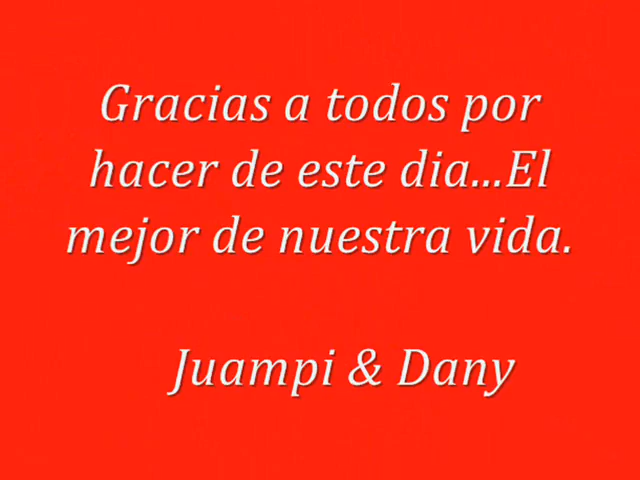 Gracias a todos por
hacer de este dia...El
mejor de nuestra vida.
Juampi & Dany